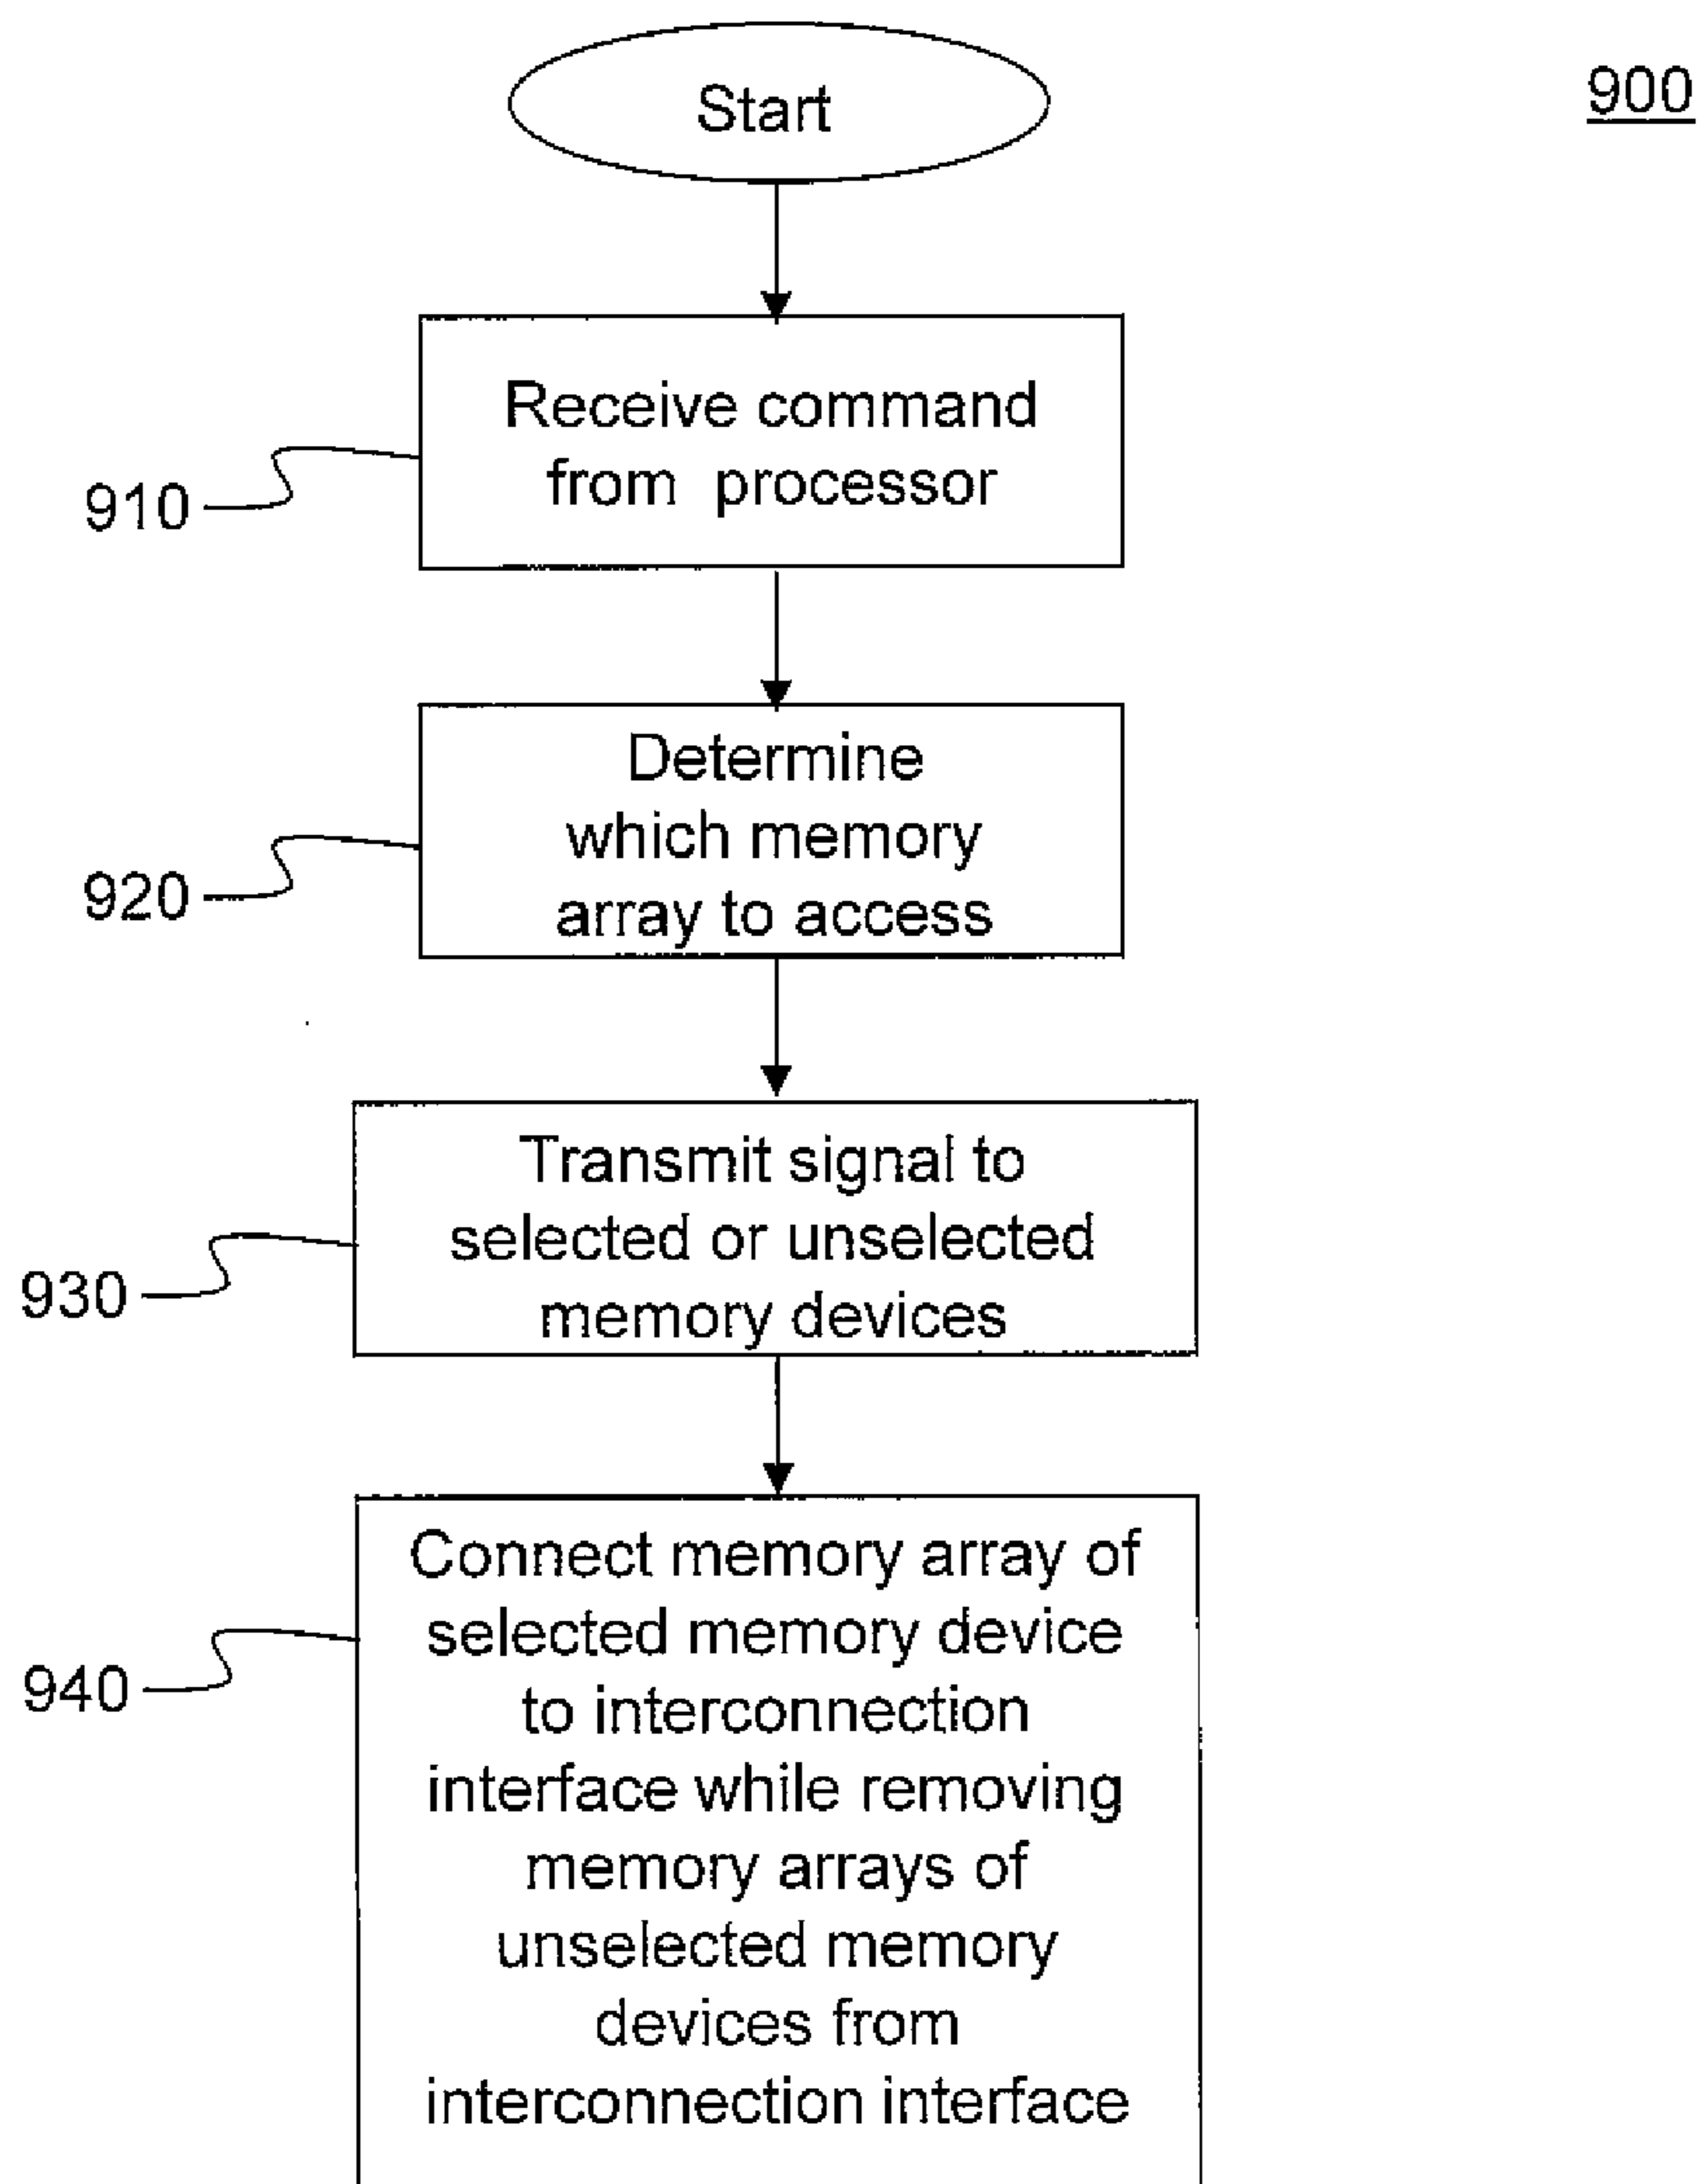 Start
900
Receive command
from processor
910
Determine
which memory
array to access
920
Transmit signal to
selected or unselected
memory devices
930
Connect memory array of
selected memory device
to interconnection
interface while removing
memory arrays of
unselected memory
devices from
interconnection interface
940